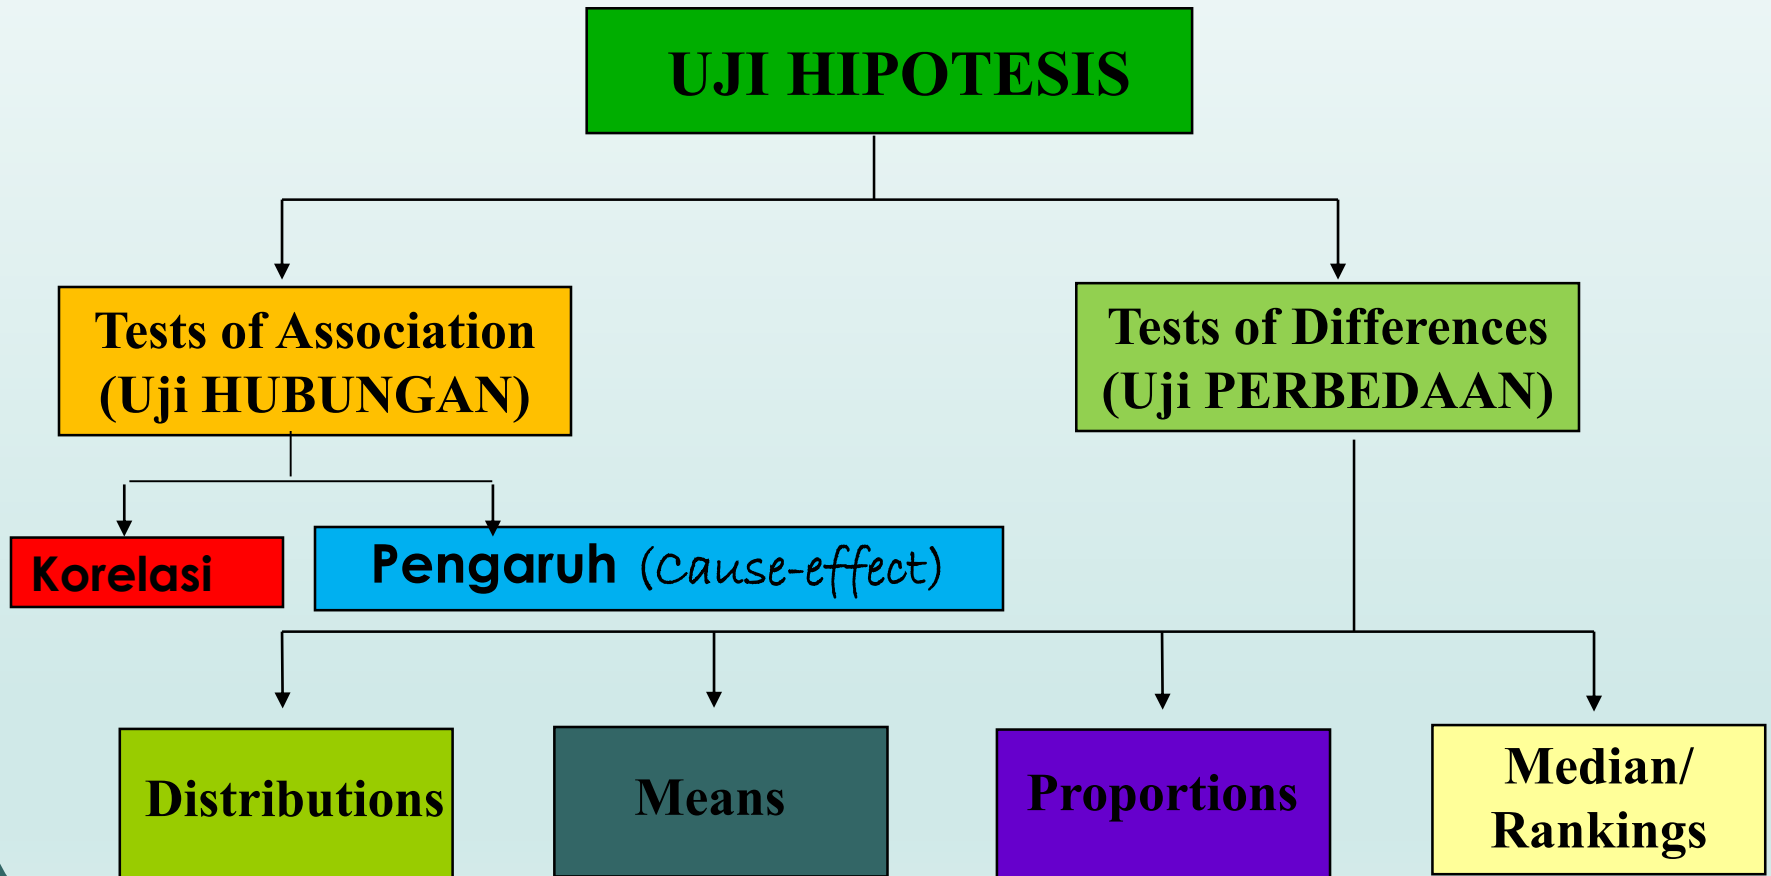 UJI HIPOTESIS
Tests of Association
(Uji HUBUNGAN)
Tests of Differences
(Uji PERBEDAAN)
Korelasi
Pengaruh (Cause-effect)
Distributions
Means
Proportions
Median/
Rankings